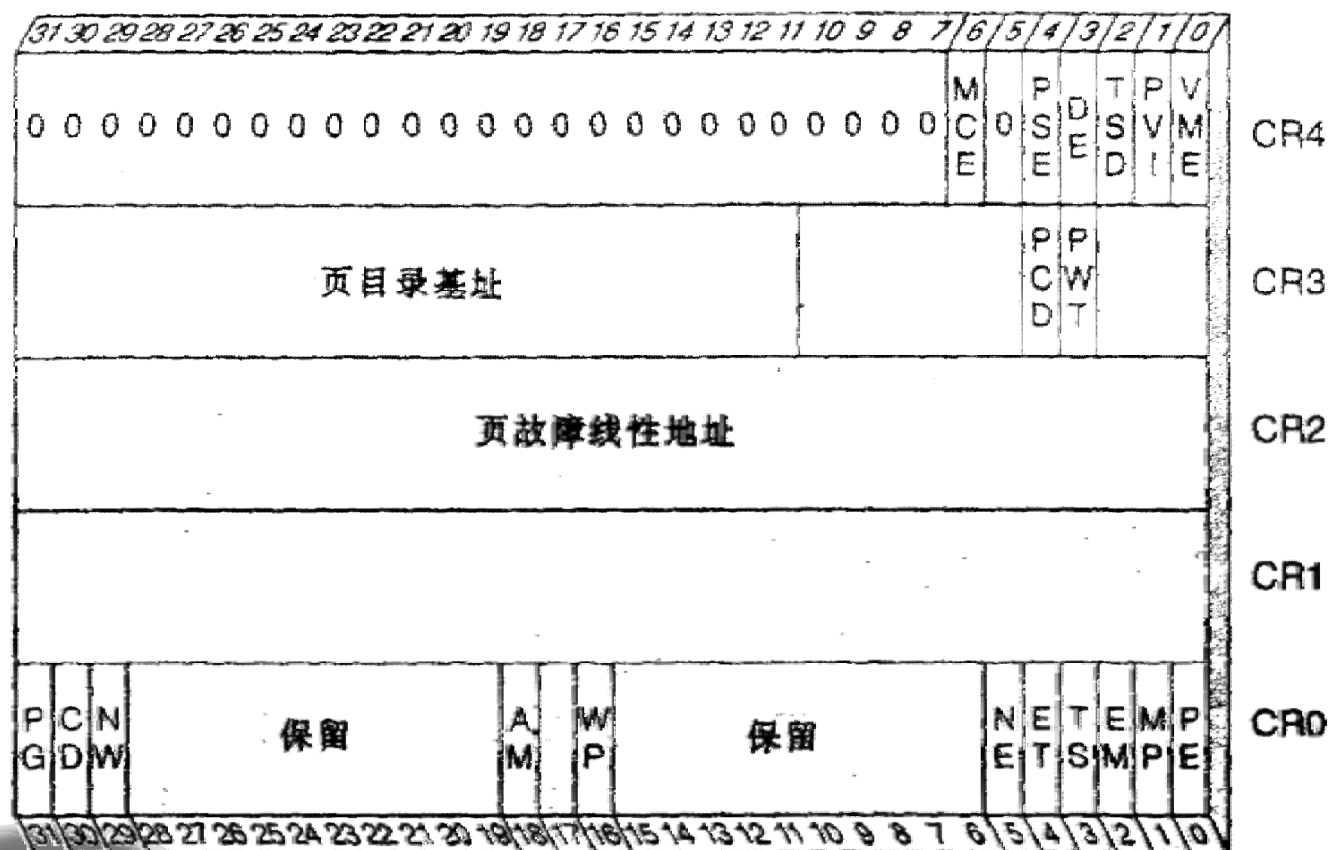 31 30 29 28 27 26 25 24 23 22 21 20 19 18 17 16 15 14 13 12 11 10 9 8 7 6 5 4 3 2 1 0
0 0 0 0 0 0 0 0 0 0 0 0 0 0 0 0 0 0 0 0 0 0 0 0 0 MCE 0 PSE DE TSD PVI VME CR4
页目录基址 PCD PWT CR3
页故障线性地址 CR2
CR1
PG CD NW 保留 AM WP 保留 NE ET TS EM MP PE CR0
31 30 29 28 27 26 25 24 23 22 21 20 19 18 17 16 15 14 13 12 11 10 9 8 7 6 5 4 3 2 1 0